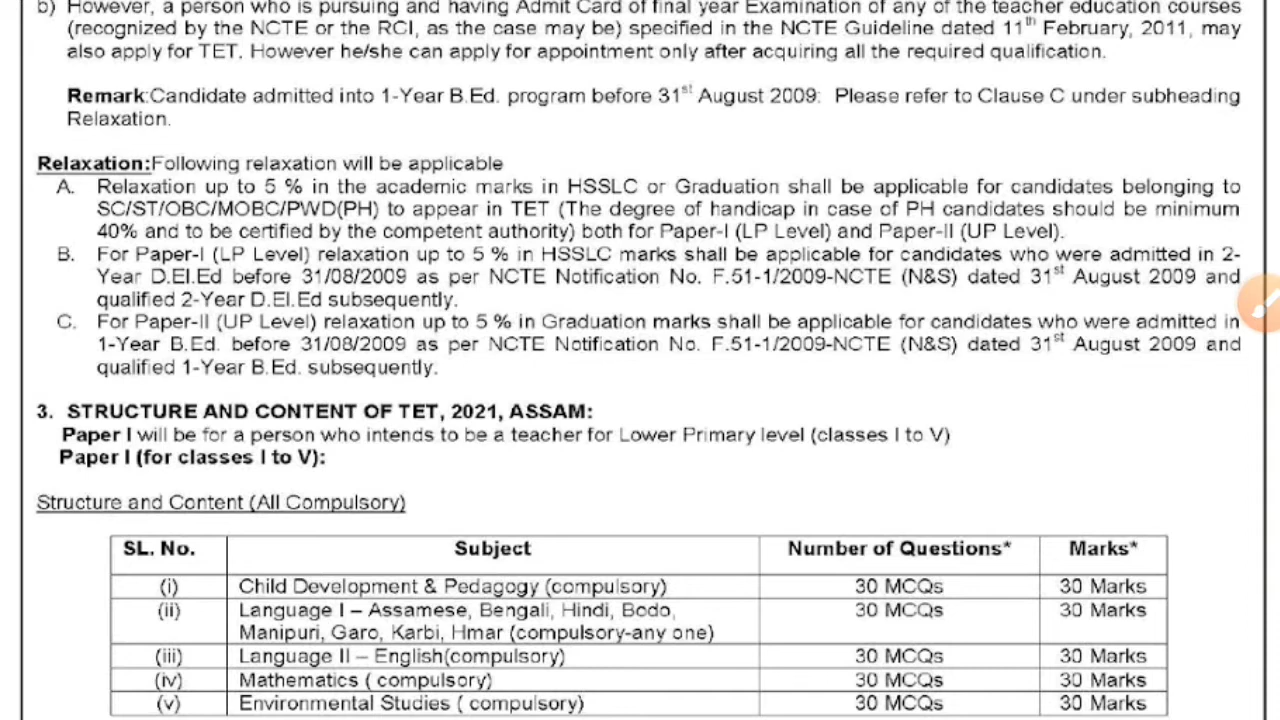 b) However, a person who is pursuing and having Admit Card of final year Examination of any of the teacher education courses
(recognized by the NCTE or the RCI, as the case may be) specified in the NCTE Guideline dated 11th February, 2011, may
also apply for TET. However he/she can apply for appointment only after acquiring all the required qualification.
Remark:Candidate admitted into 1-Year B.Ed. program before 31st August 2009: Please refer to Clause C under subheading
Relaxation.
Relaxation:Following relaxation will be applicable
A. Relaxation up to 5 % in the academic marks in HSSLC or Graduation shall be applicable for candidates belonging to
SC/ST/OBC/MOBC/PWD(PH) to appear in TET (The degree of handicap in case of PH candidates should be minimum
40% and to be certified by the competent authority) both for Paper-I (LP Level) and Paper-II (UP Level).
B. For Paper-I (LP Level) relaxation up to 5 % in HSSLC marks shall be applicable for candidates who were admitted in 2-
Year D.El.Ed before 31/08/2009 as per NCTE Notification No. F.51-1/2009-NCTE (N&S) dated 31st August 2009 and
qualified 2-Year D.El.Ed subsequently.
C. For Paper-II (UP Level) relaxation up to 5 % in Graduation marks shall be applicable for candidates who were admitted in
1-Year B.Ed. before 31/08/2009 as per NCTE Notification No. F.51-1/2009-NCTE (N&S) dated 31st August 2009 and
qualified 1-Year B.Ed. subsequently.
3. STRUCTURE AND CONTENT OF TET, 2021, ASSAM:
Paper I will be for a person who intends to be a teacher for Lower Primary level (classes I to V)
Paper I (for classes I to V):
Structure and Content (All Compulsory)
SL. No. Subject Number of Questions* Marks*
(i) Child Development & Pedagogy (compulsory) 30 MCQs 30 Marks
(ii) Language I – Assamese, Bengali, Hindi, Bodo, 30 MCQs 30 Marks
Manipuri, Garo, Karbi, Hmar (compulsory-any one)
(iii) Language II – English(compulsory) 30 MCQs 30 Marks
(iv) Mathematics ( compulsory) 30 MCQs 30 Marks
(v) Environmental Studies ( compulsory) 30 MCQs 30 Marks